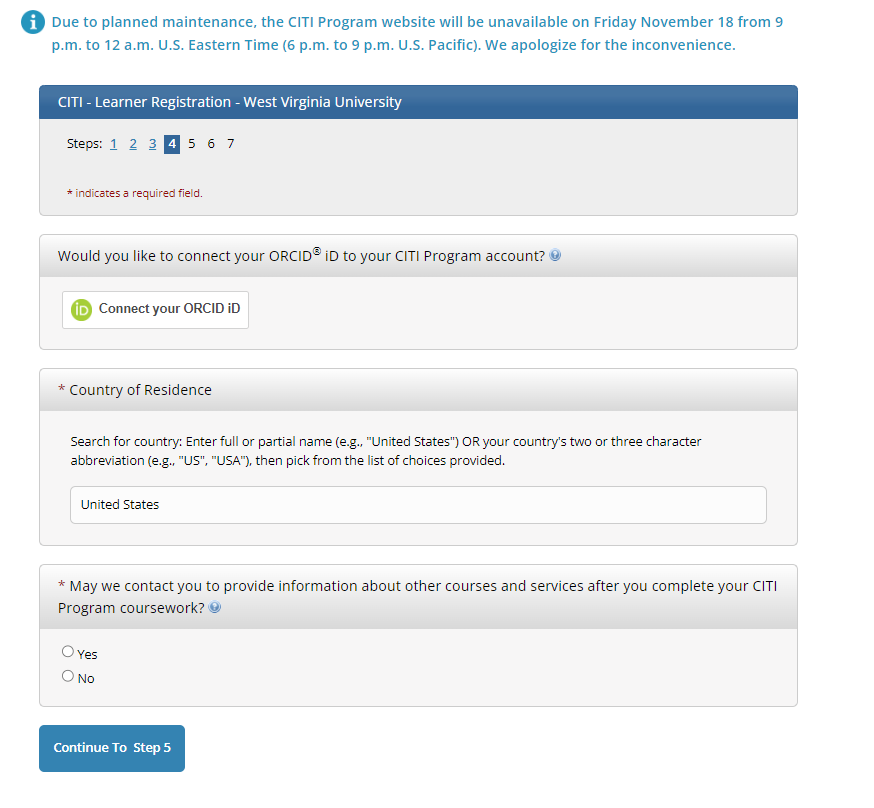 Due to planned maintenance, the CITI Program website will be unavailable on Friday November 18 from 9
p.m. to 12 a.m. U.S. Eastern Time (6 p.m. to 9 p.m. U.S. Pacific). We apologize for the inconvenience.
CITI - Learner Registration - West Virginia University
Steps: 1 2 3 4 5 6 7
* indicates a required field.
Would you like to connect your ORCID® iD to your CITI Program account?
iD Connect your ORCID iD
* Country of Residence
Search for country: Enter full or partial name (e.g., "United States") OR your country's two or three character
abbreviation (e.g., "US", "USA"), then pick from the list of choices provided.
United States
* May we contact you to provide information about other courses and services after you complete your CITI
Program coursework?
Yes
No
Continue To Step 5